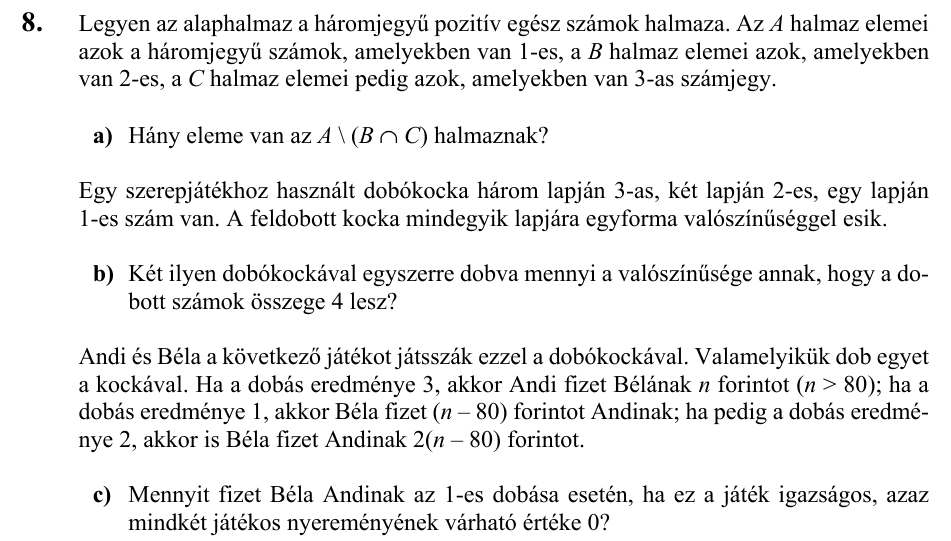 8. Legyen az alaphalmaz a háromjegyű pozitív egész számok halmaza. Az A halmaz elemei
azok a háromjegyű számok, amelyekben van 1-es, a B halmaz elemei azok, amelyekben
van 2-es, a C halmaz elemei pedig azok, amelyekben van 3-as számjegy.
a) Hány eleme van az A \ (B ∩ C) halmaznak?
Egy szerepjátékhoz használt dobókocka három lapján 3-as, két lapján 2-es, egy lapján
1-es szám van. A feldobott kocka mindegyik lapjára egyforma valószínűséggel esik.
b) Két ilyen dobókockával egyszerre dobva mennyi a valószínűsége annak, hogy a do-
bott számok összege 4 lesz?
Andi és Béla a következő játékot játsszák ezzel a dobókockával. Valamelyikük dob egyet
a kockával. Ha a dobás eredménye 3, akkor Andi fizet Bélának n forintot (n > 80); ha a
dobás eredménye 1, akkor Béla fizet (n – 80) forintot Andinak; ha pedig a dobás eredmé-
nye 2, akkor is Béla fizet Andinak 2(n – 80) forintot.
c) Mennyit fizet Béla Andinak az 1-es dobása esetén, ha ez a játék igazságos, azaz
mindkét játékos nyereményének várható értéke 0?